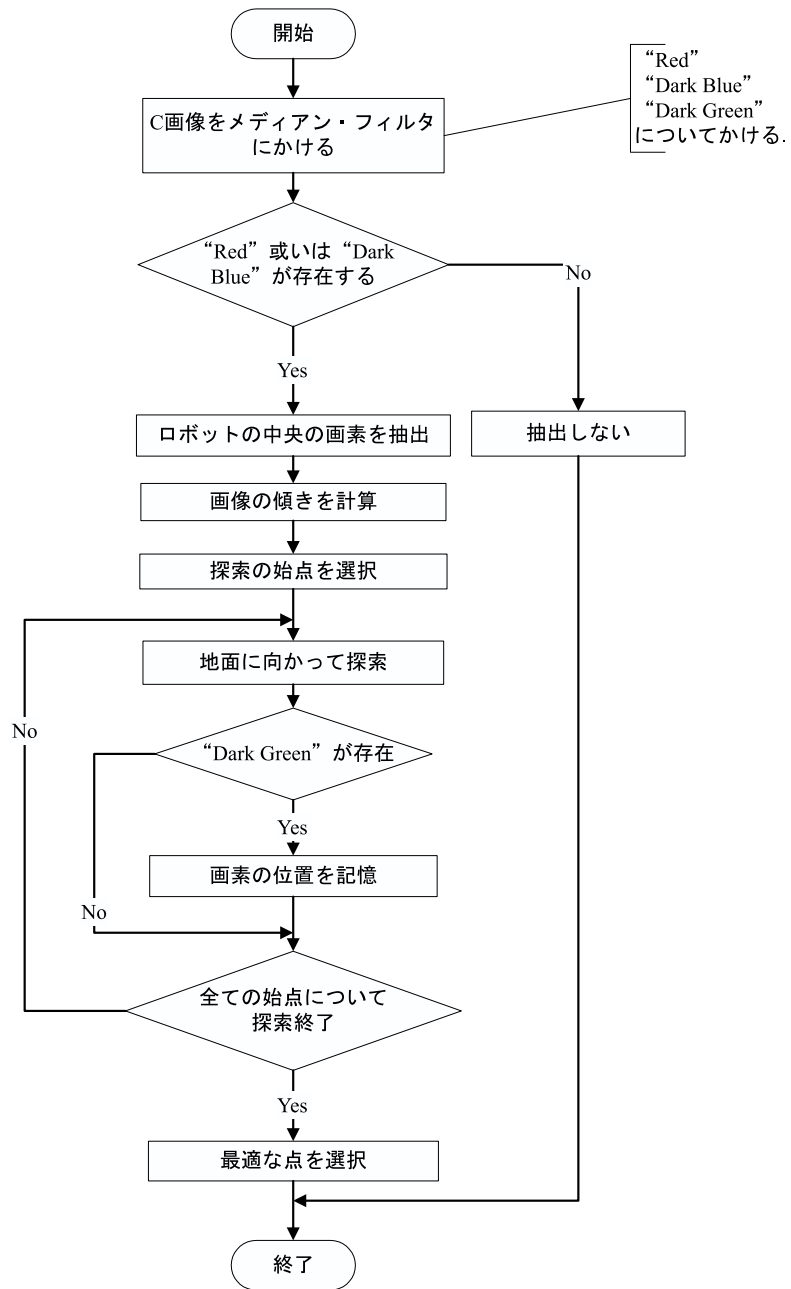 開始
C画像をメディアン・フィルタ
にかける
“Red”
“Dark Blue”
“Dark Green”
についてかける.
“Red”或いは“Dark
Blue”が存在する
No
Yes
ロボットの中央の画素を抽出
抽出しない
画像の傾きを計算
探索の始点を選択
地面に向かって探索
No
“Dark Green”が存在
Yes
画素の位置を記憶
No
全ての始点について
探索終了
Yes
最適な点を選択
終了